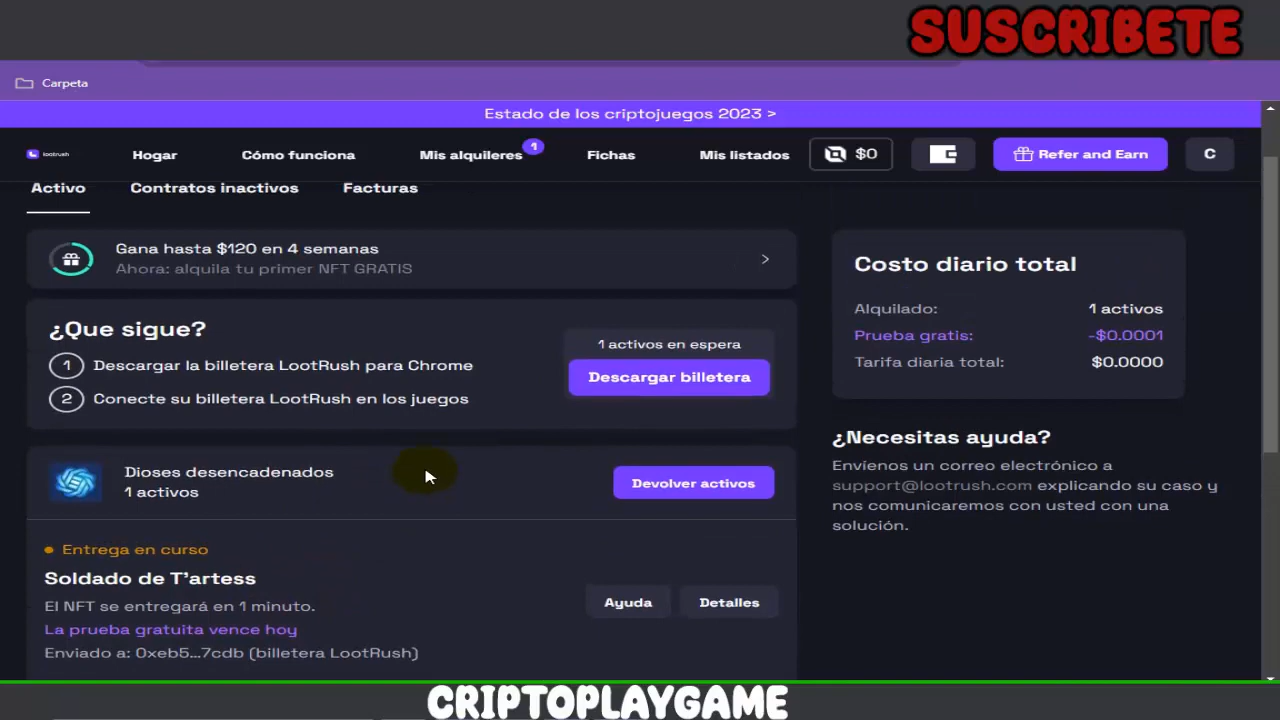 SUSCRIBETE
Carpeta
Estado de los criptojuegos 2023 >
lootrush
Hogar
Cómo funciona
Mis alquileres
1
Fichas
Mis listados
$0
Refer and Earn
C
Activo
Contratos inactivos
Facturas
Gana hasta $120 en 4 semanas
Ahora: alquila tu primer NFT GRATIS
¿Que sigue?
1 Descargar la billetera LootRush para Chrome
2 Conecte su billetera LootRush en los juegos
1 activos en espera
Descargar billetera
Dioses desencadenados
1 activos
Devolver activos
Entrega en curso
Soldado de T'artess
El NFT se entregará en 1 minuto.
La prueba gratuita vence hoy
Enviado a: 0xeb5...7cdb (billetera LootRush)
Ayuda
Detalles
Costo diario total
Alquilado: 1 activos
Prueba gratis: -$0.0001
Tarifa diaria total: $0.0000
¿Necesitas ayuda?
Envíenos un correo electrónico a
support@lootrush.com explicando su caso y
nos comunicaremos con usted con una
solución.
CRIPTOPLAYGAME